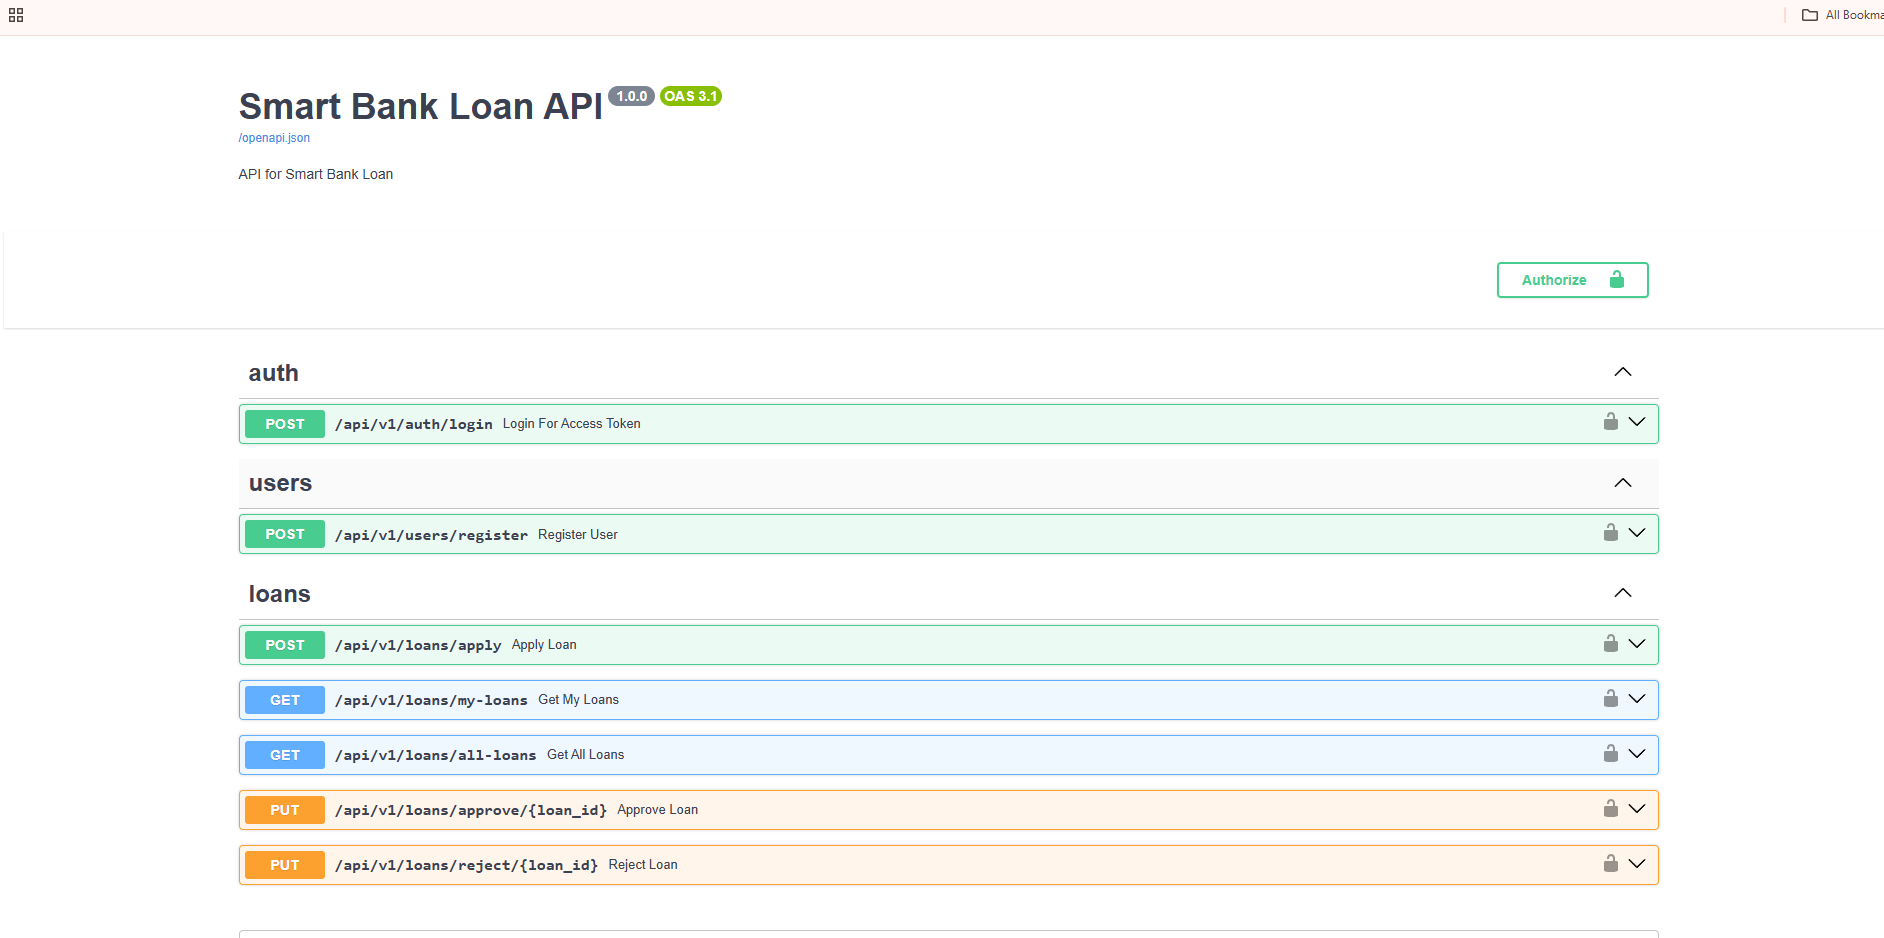 All Bookma
Smart Bank Loan API 1.0.0 OAS 3.1
/openapi.json
API for Smart Bank Loan
Authorize
auth
POST /api/v1/auth/login Login For Access Token
users
POST /api/v1/users/register Register User
loans
POST /api/v1/loans/apply Apply Loan
GET /api/v1/loans/my-loans Get My Loans
GET /api/v1/loans/all-loans Get All Loans
PUT /api/v1/loans/approve/{loan_id} Approve Loan
PUT /api/v1/loans/reject/{loan_id} Reject Loan